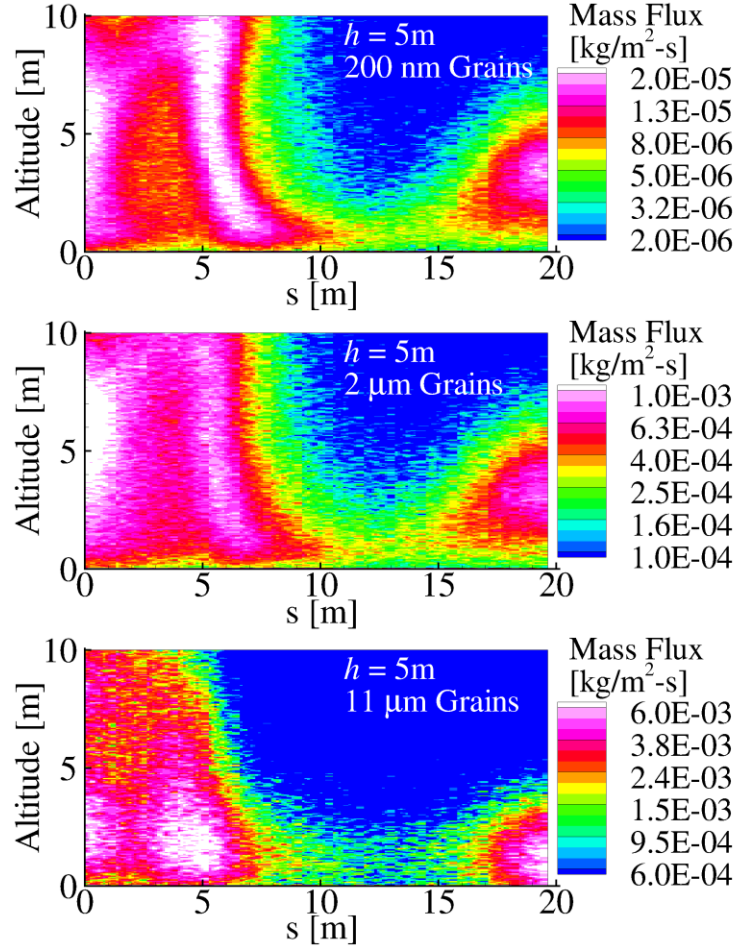 Mass Flux
[kg/m²-s]
h = 5m
200 nm Grains
Altitude [m]
10
5
0
2.0E-05
1.3E-05
8.0E-06
5.0E-06
3.2E-06
2.0E-06
0 5 10 15 20
s [m]
Mass Flux
[kg/m²-s]
h = 5m
2 μm Grains
Altitude [m]
10
5
0
1.0E-03
6.3E-04
4.0E-04
2.5E-04
1.6E-04
1.0E-04
0 5 10 15 20
s [m]
Mass Flux
[kg/m²-s]
h = 5m
11 μm Grains
Altitude [m]
10
5
0
6.0E-03
3.8E-03
2.4E-03
1.5E-03
9.5E-04
6.0E-04
0 5 10 15 20
s [m]